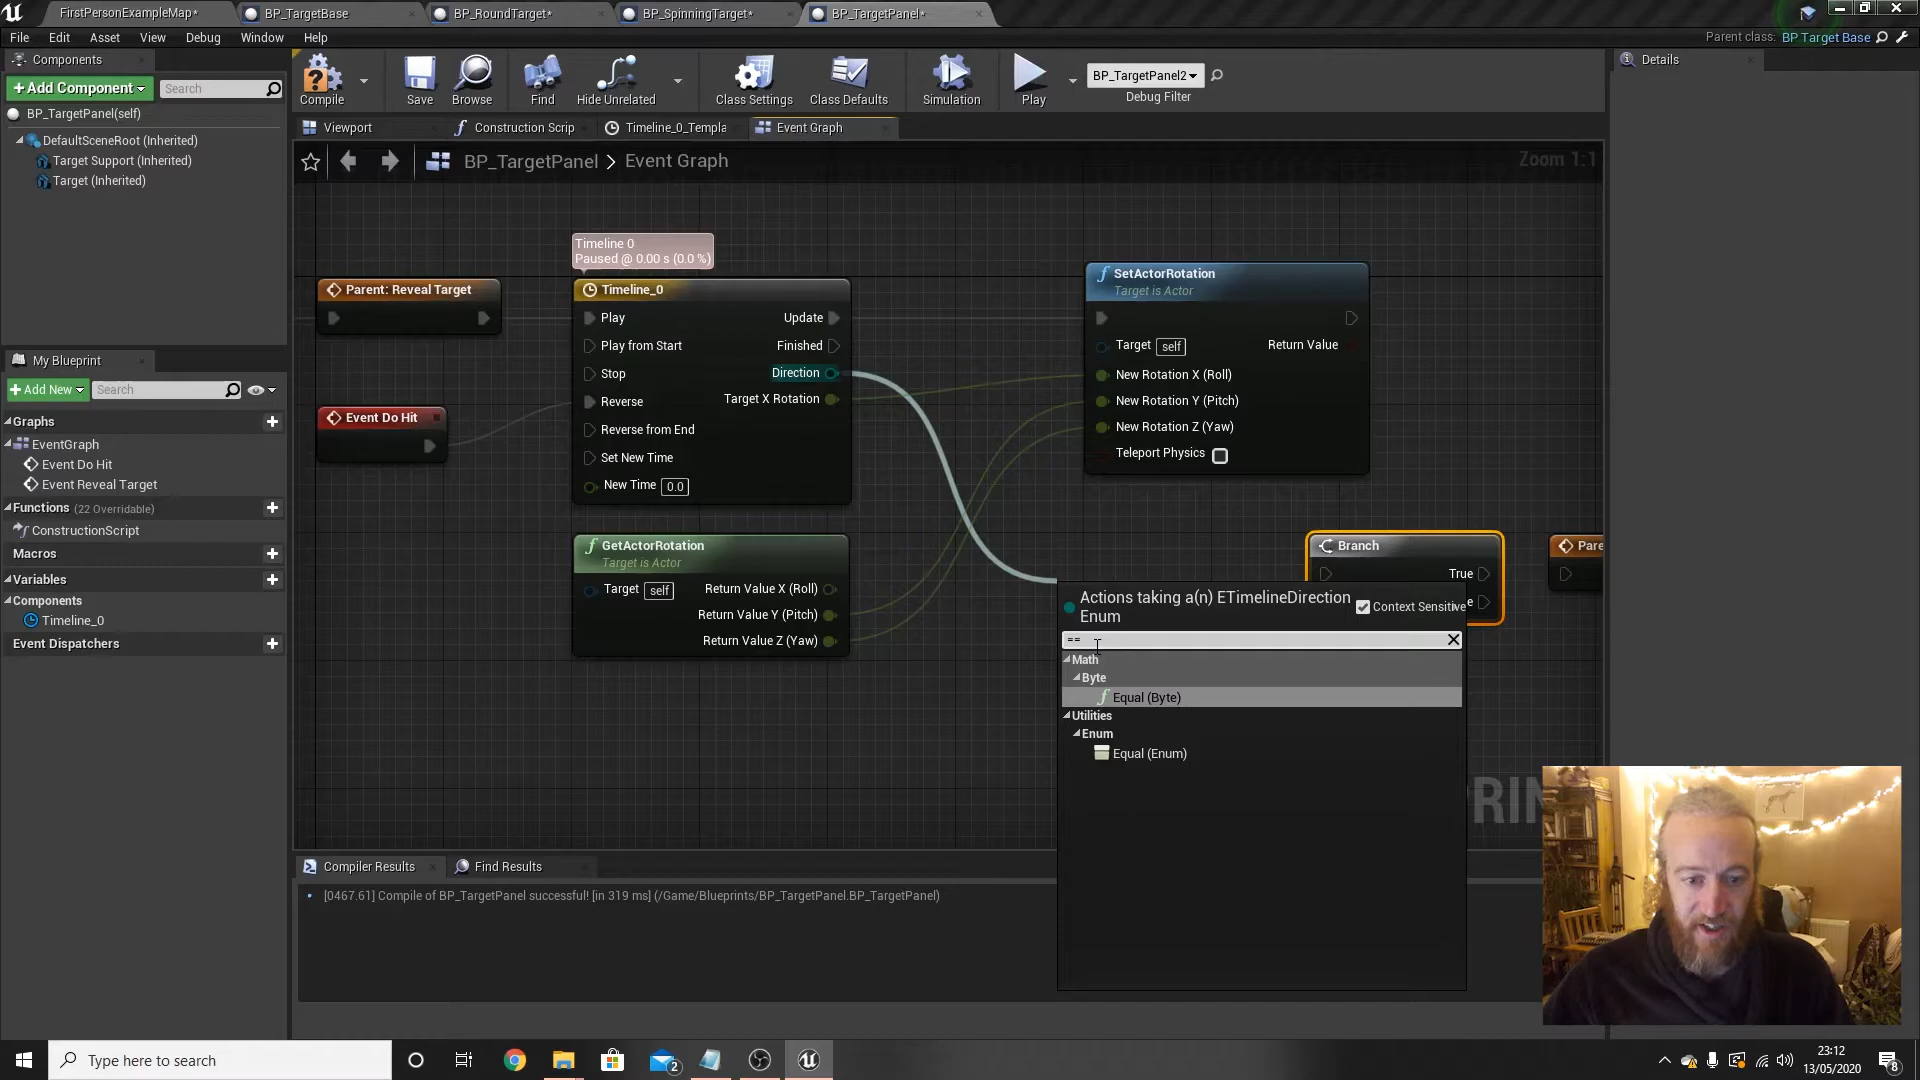 FirstPersonExampleMap*
BP_TargetBase
BP_RoundTarget*
BP_SpinningTarget*
BP_TargetPanel*
File
Edit
Asset
View
Debug
Window
Help
Parent class: BP Target Base
Components
+Add Component
Search
BP_TargetPanel(self)
DefaultSceneRoot (Inherited)
Target Support (Inherited)
Target (Inherited)
My Blueprint
+Add New
Search
Graphs
EventGraph
Event Do Hit
Event Reveal Target
Functions (22 Overridable)
ConstructionScript
Macros
Variables
Components
Timeline_0
Event Dispatchers
Compile
Save
Browse
Find
Hide Unrelated
Class Settings
Class Defaults
Simulation
Play
BP_TargetPanel2
Debug Filter
Details
Viewport
Construction Scrip
Timeline_0_Templa
Event Graph
BP_TargetPanel > Event Graph
Zoom 1:1
Timeline 0
Paused @ 0.00 s (0.0 %)
Parent: Reveal Target
Event Do Hit
Timeline_0
Play
Update
Play from Start
Finished
Stop
Direction
Reverse
Target X Rotation
Reverse from End
Set New Time
New Time 0.0
GetActorRotation
Target is Actor
Target self
Return Value X (Roll)
Return Value Y (Pitch)
Return Value Z (Yaw)
SetActorRotation
Target is Actor
Target self
Return Value
New Rotation X (Roll)
New Rotation Y (Pitch)
New Rotation Z (Yaw)
Teleport Physics
Branch
True
Pare
Actions taking a(n) ETimelineDirection
Enum
Context Sensitive
==
Math
Byte
Equal (Byte)
Utilities
Enum
Equal (Enum)
RIN
Compiler Results
Find Results
[0467.61] Compile of BP_TargetPanel successful! [in 319 ms] (/Game/Blueprints/BP_TargetPanel.BP_TargetPanel)
Type here to search
2
23:12
13/05/2020
8